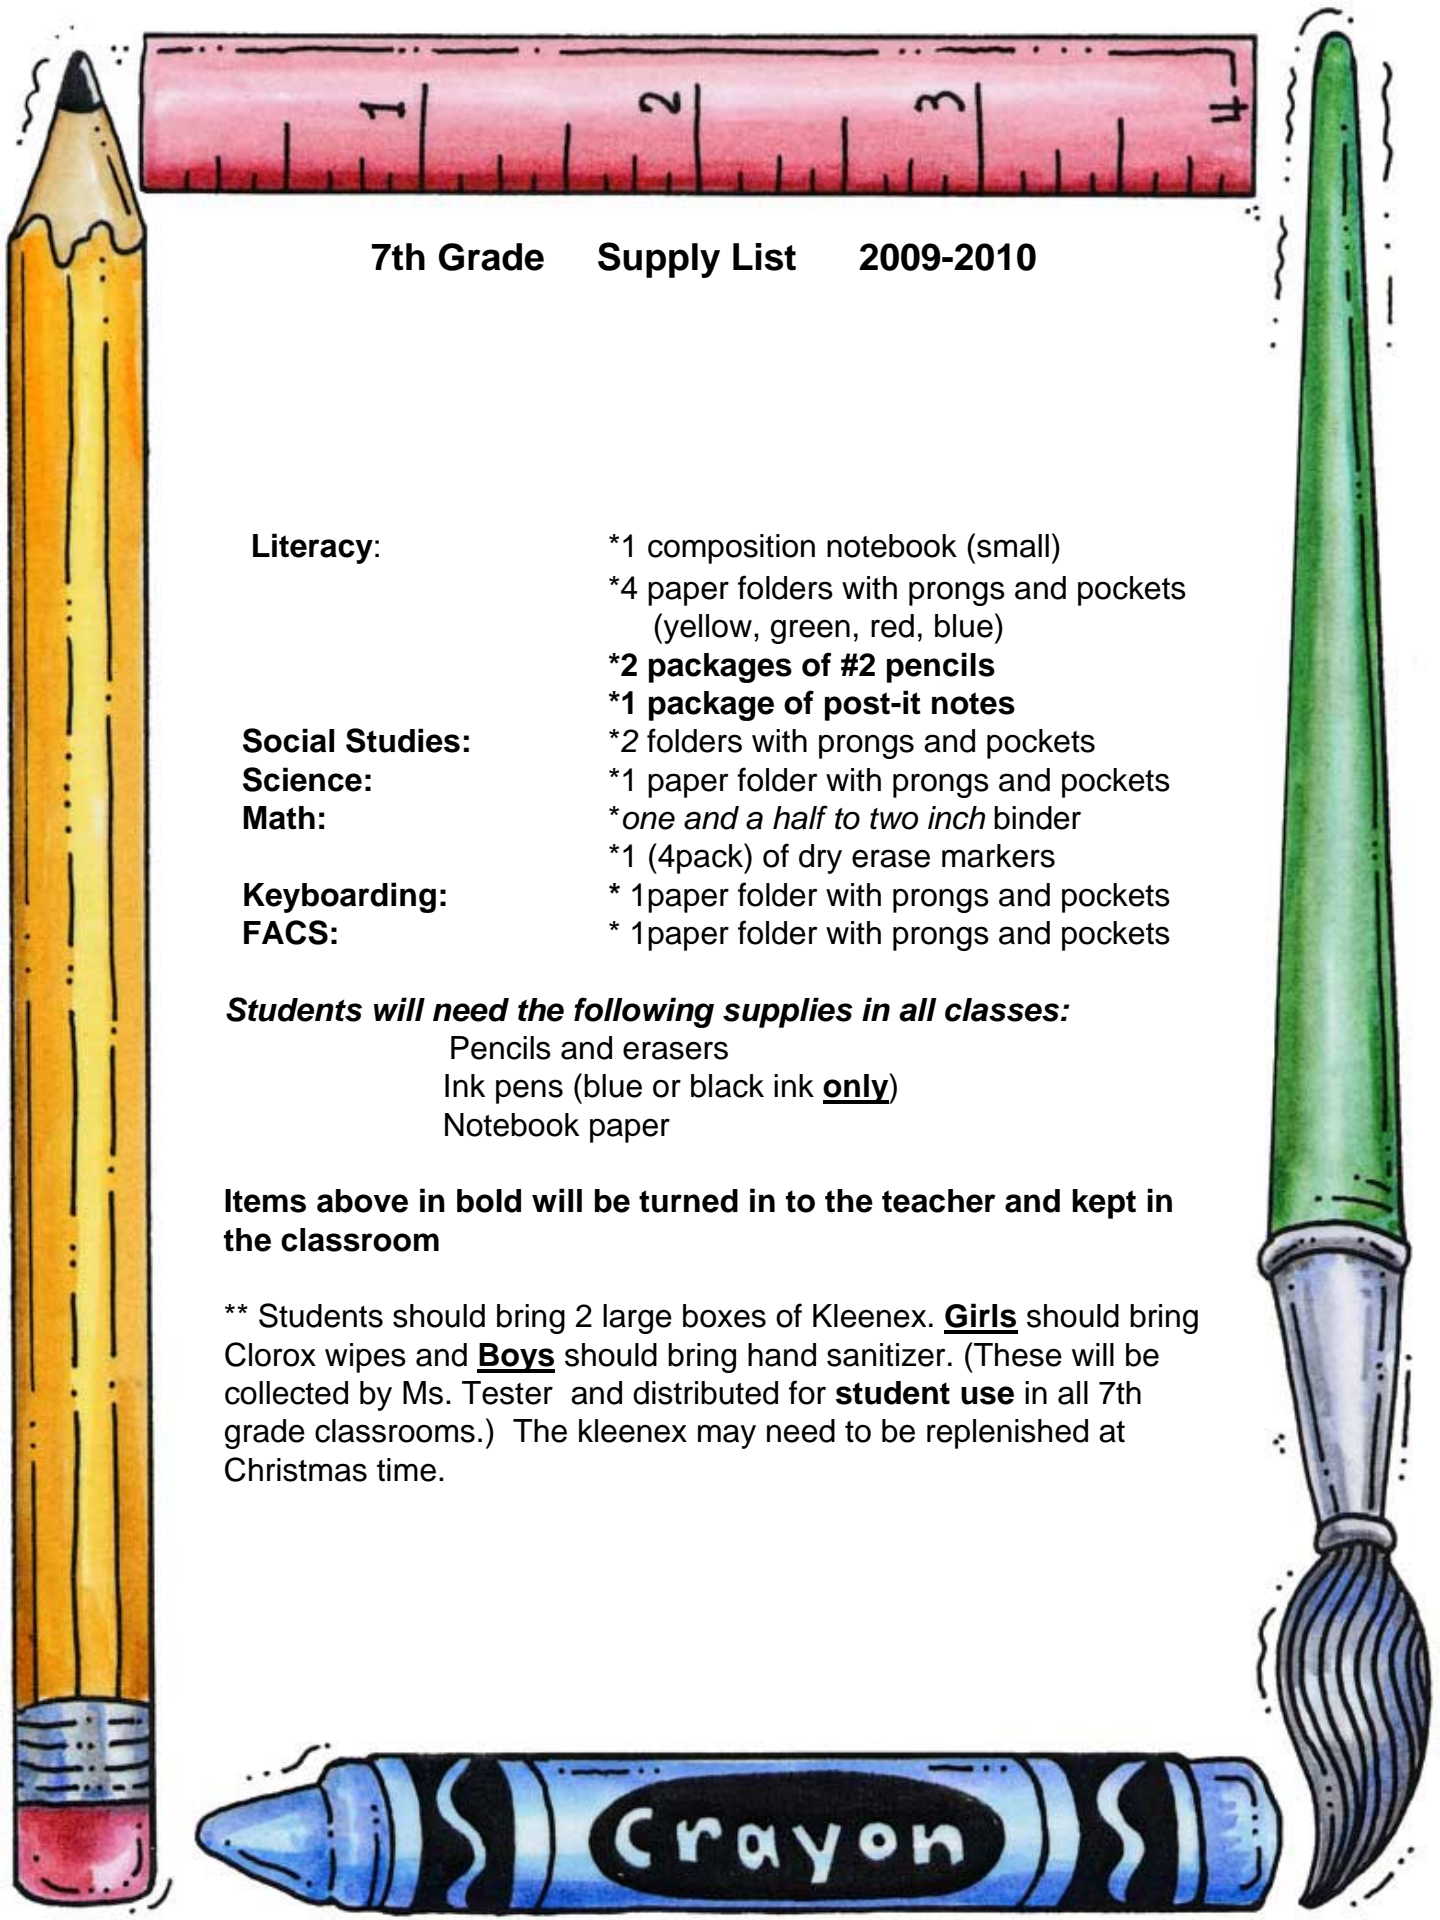 1 2 3 4
7th Grade Supply List 2009-2010
Literacy: *1 composition notebook (small)
*4 paper folders with prongs and pockets
(yellow, green, red, blue)
*2 packages of #2 pencils
*1 package of post-it notes
Social Studies: *2 folders with prongs and pockets
Science: *1 paper folder with prongs and pockets
Math: *one and a half to two inch binder
*1 (4pack) of dry erase markers
Keyboarding: * 1paper folder with prongs and pockets
FACS: * 1paper folder with prongs and pockets
Students will need the following supplies in all classes:
Pencils and erasers
Ink pens (blue or black ink only)
Notebook paper
Items above in bold will be turned in to the teacher and kept in
the classroom
** Students should bring 2 large boxes of Kleenex. Girls should bring
Clorox wipes and Boys should bring hand sanitizer. (These will be
collected by Ms. Tester and distributed for student use in all 7th
grade classrooms.) The kleenex may need to be replenished at
Christmas time.
Crayon